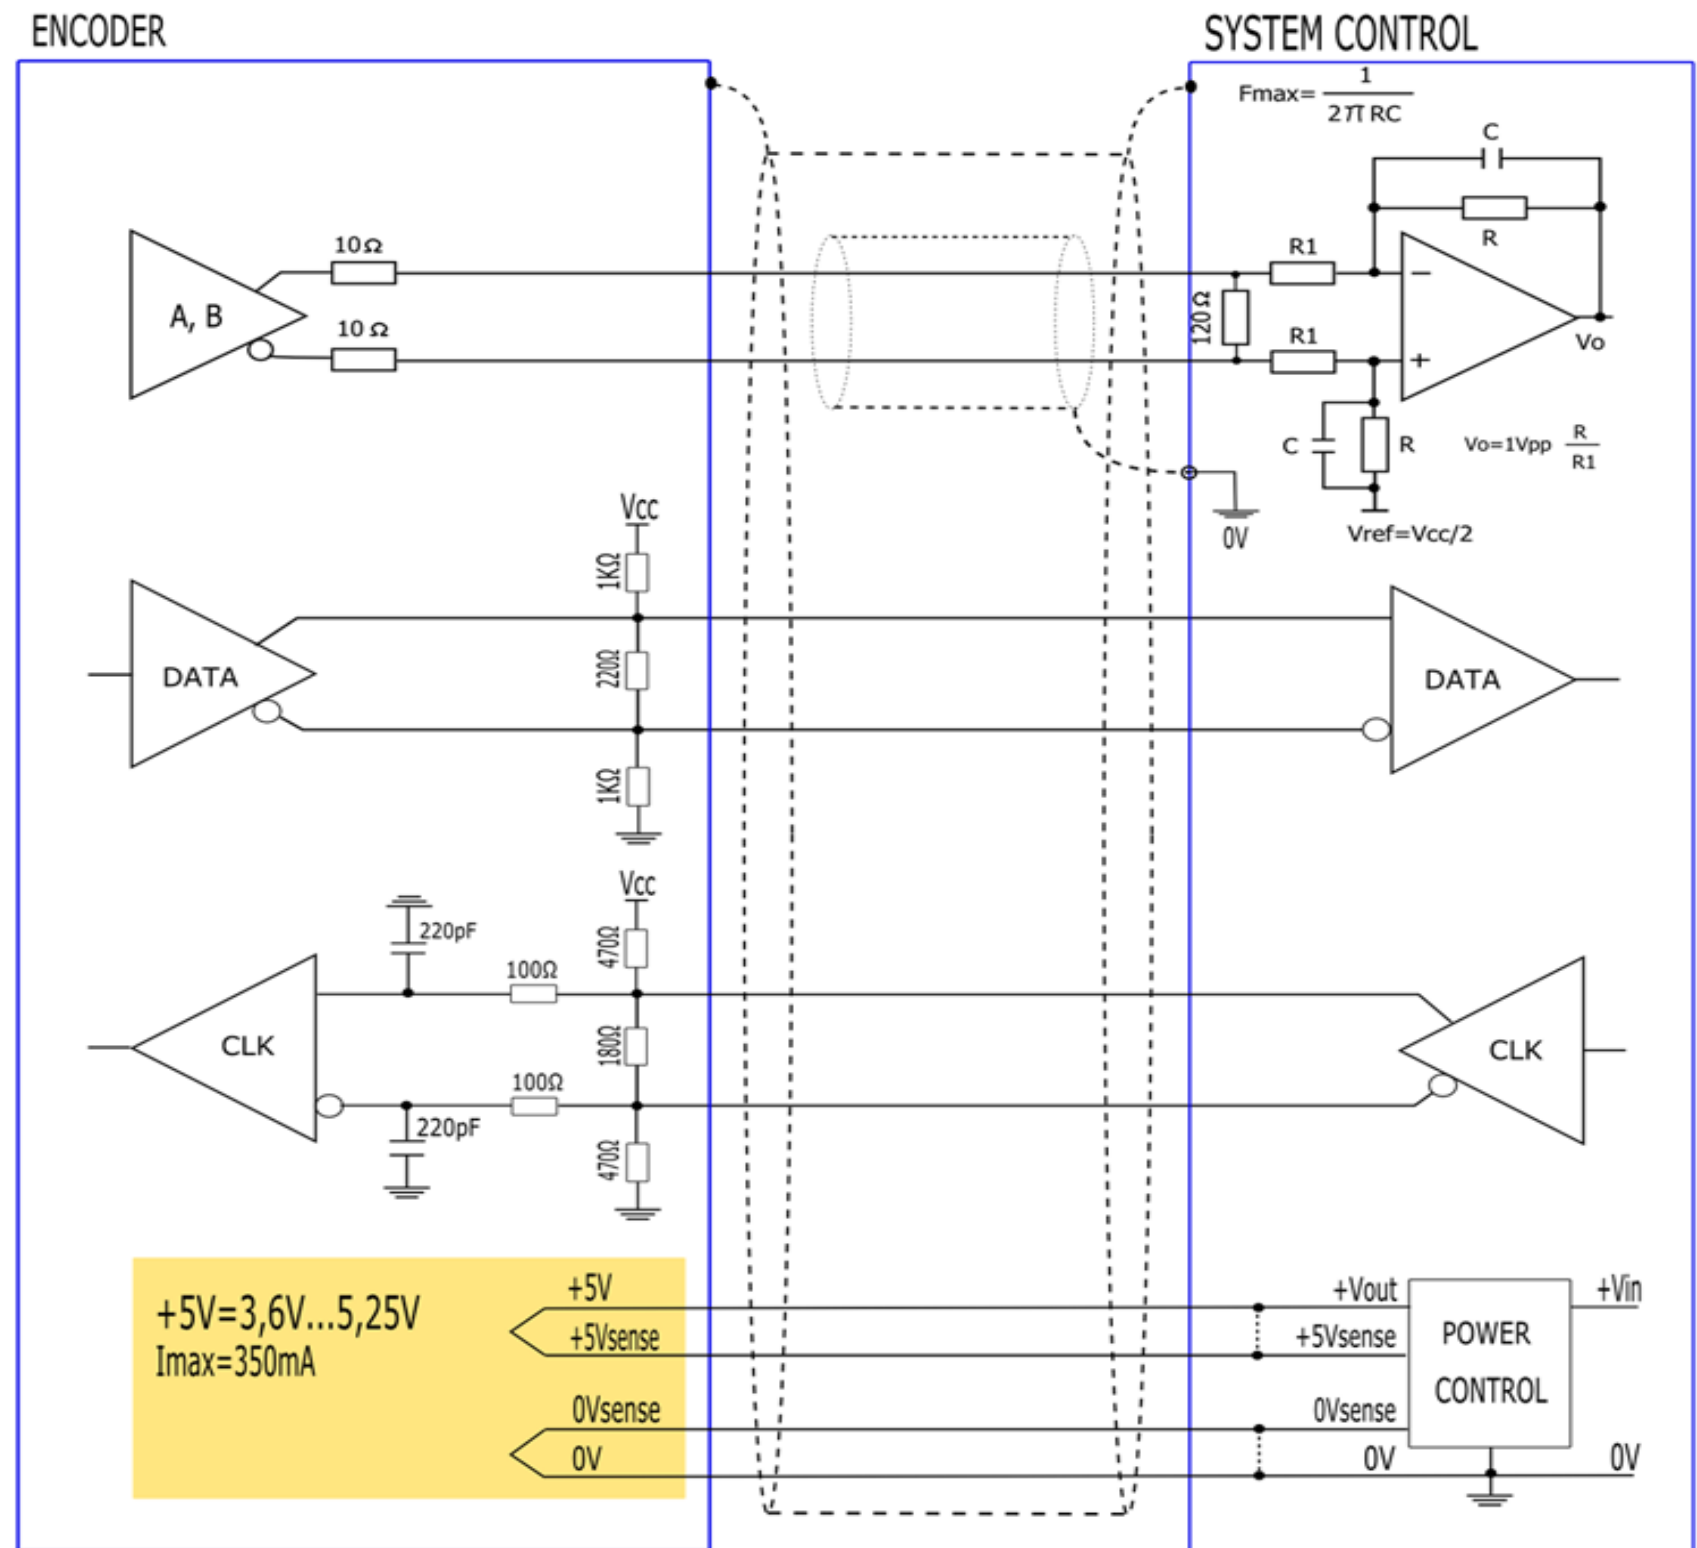 ENCODER
SYSTEM CONTROL
Fmax= 1
2π RC
C
R
10Ω
R1
A, B
120Ω
10 Ω
R1
Vo
C
R
Vo=1Vpp R
R1
Vcc
0V
Vref=Vcc/2
1KΩ
DATA
220Ω
DATA
1KΩ
Vcc
220pF
470Ω
100Ω
CLK
180Ω
CLK
100Ω
220pF
470Ω
+5V=3,6V...5,25V
Imax=350mA
+5V
+5Vsense
0Vsense
0V
+Vout
+5Vsense
0Vsense
0V
POWER
CONTROL
+Vin
0V